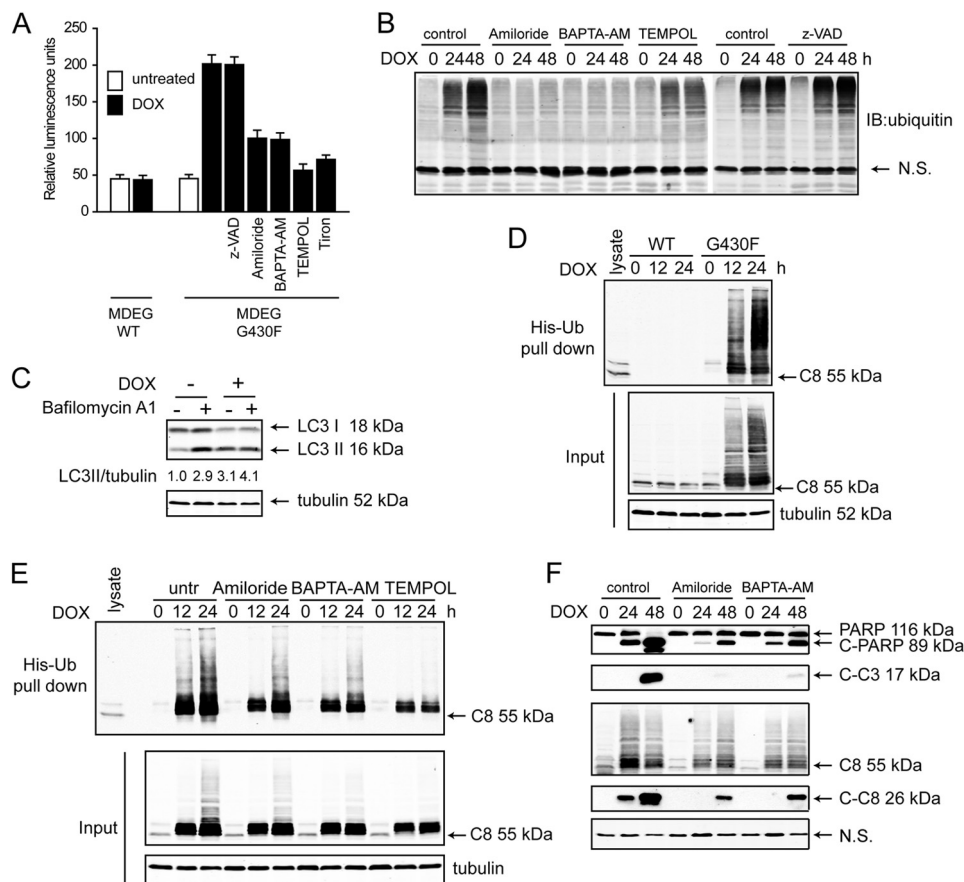 A
Relative luminescence units
250
200
150
100
50
0
untreated
DOX
z-VAD
Amiloride
BAPTA-AM
TEMPOL
Tiron
MDEG
WT
MDEG
G430F
B
control Amiloride BAPTA-AM TEMPOL control z-VAD
DOX 0 24 48 0 24 48 0 24 48 0 24 48 0 24 48 0 24 48 h
IB:ubiquitin
← N.S.
C
DOX - +
Bafilomycin A1 - + - +
← LC3 I 18 kDa
← LC3 II 16 kDa
LC3II/tubulin 1.0 2.9 3.1 4.1
← tubulin 52 kDa
D
lysate
WT G430F
DOX 0 12 24 0 12 24 h
His-Ub
pull down
← C8 55 kDa
Input
← C8 55 kDa
tubulin 52 kDa
E
lysate
untr Amiloride BAPTA-AM TEMPOL
DOX 0 12 24 0 12 24 0 12 24 0 12 24 h
His-Ub
pull down
← C8 55 kDa
Input
← C8 55 kDa
tubulin
F
control Amiloride BAPTA-AM
DOX 0 24 48 0 24 48 0 24 48 h
PARP 116 kDa
C-PARP 89 kDa
← C-C3 17 kDa
← C8 55 kDa
← C-C8 26 kDa
← N.S.